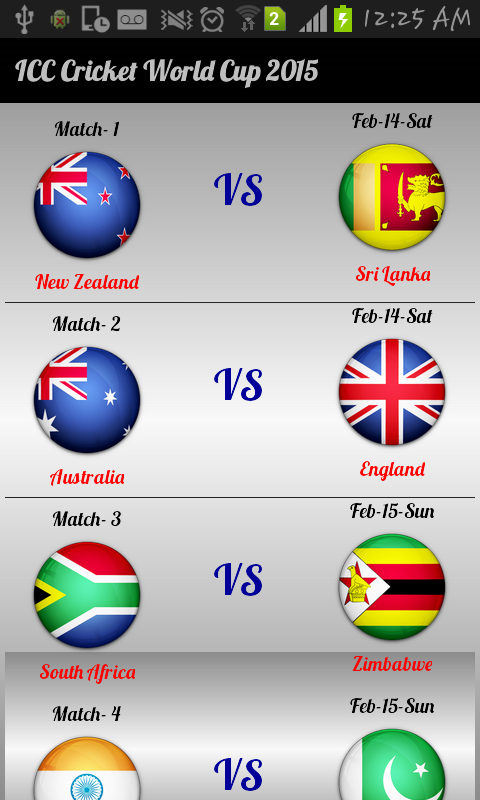 2
12:25 AM
ICC Cricket World Cup 2015
Match- 1
Feb-14-Sat
VS
New Zealand
Sri Lanka
Match- 2
Feb-14-Sat
VS
Australia
England
Match- 3
Feb-15-Sun
VS
South Africa
Zimbabwe
Match- 4
Feb-15-Sun
VS